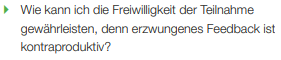 Wie kann ich die Freiwilligkeit der Teilnahme
gewährleisten, denn erzwungenes Feedback ist
kontraproduktiv?